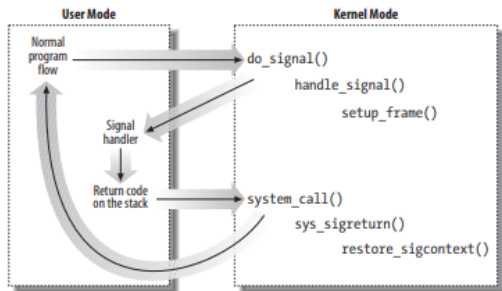 User Mode
Kernel Mode
Normal
program
flow
do_signal()
handle_signal()
setup_frame()
Signal
handler
Return code
on the stack
system_call()
sys_sigreturn()
restore_sigcontext()